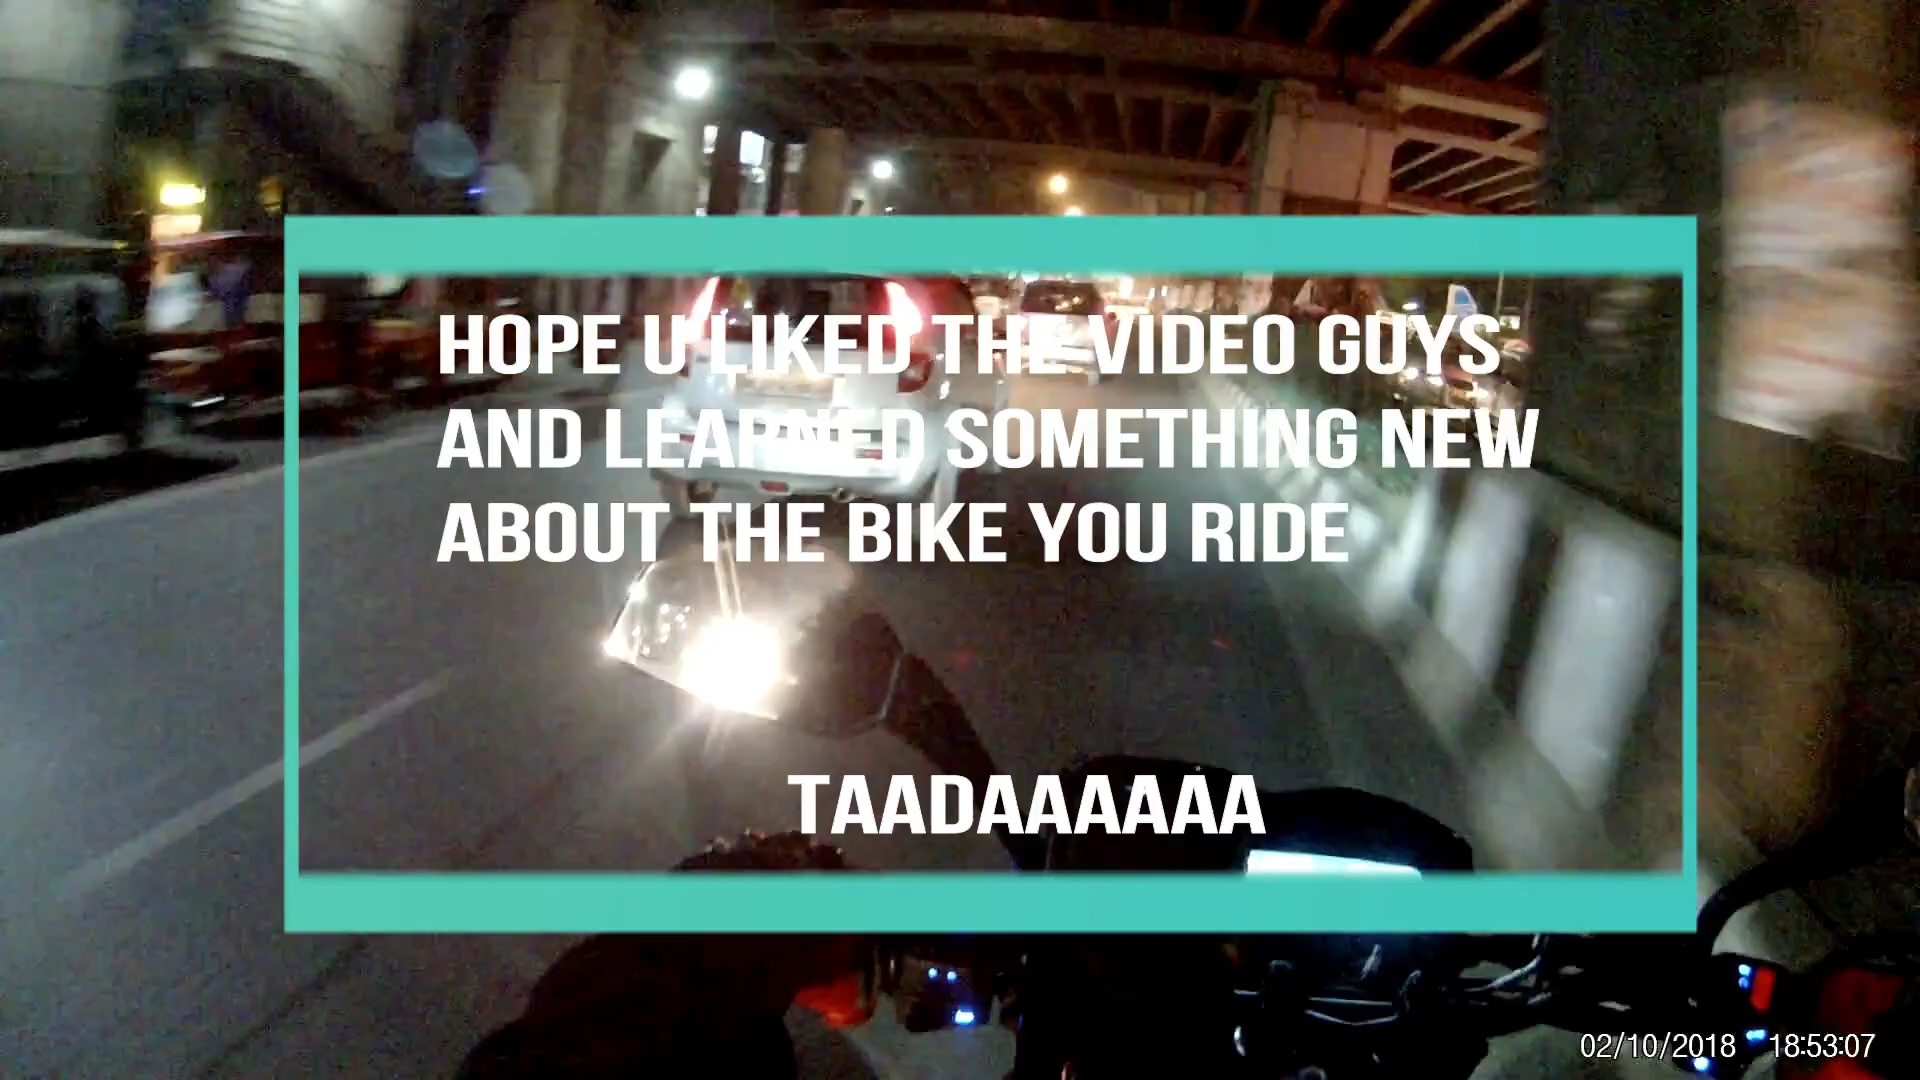 HOPE U LIKED THE VIDEO GUYS
AND LEARNED SOMETHING NEW
ABOUT THE BIKE YOU RIDE
TAADAAAAAA
02/10/2018 18:53:07